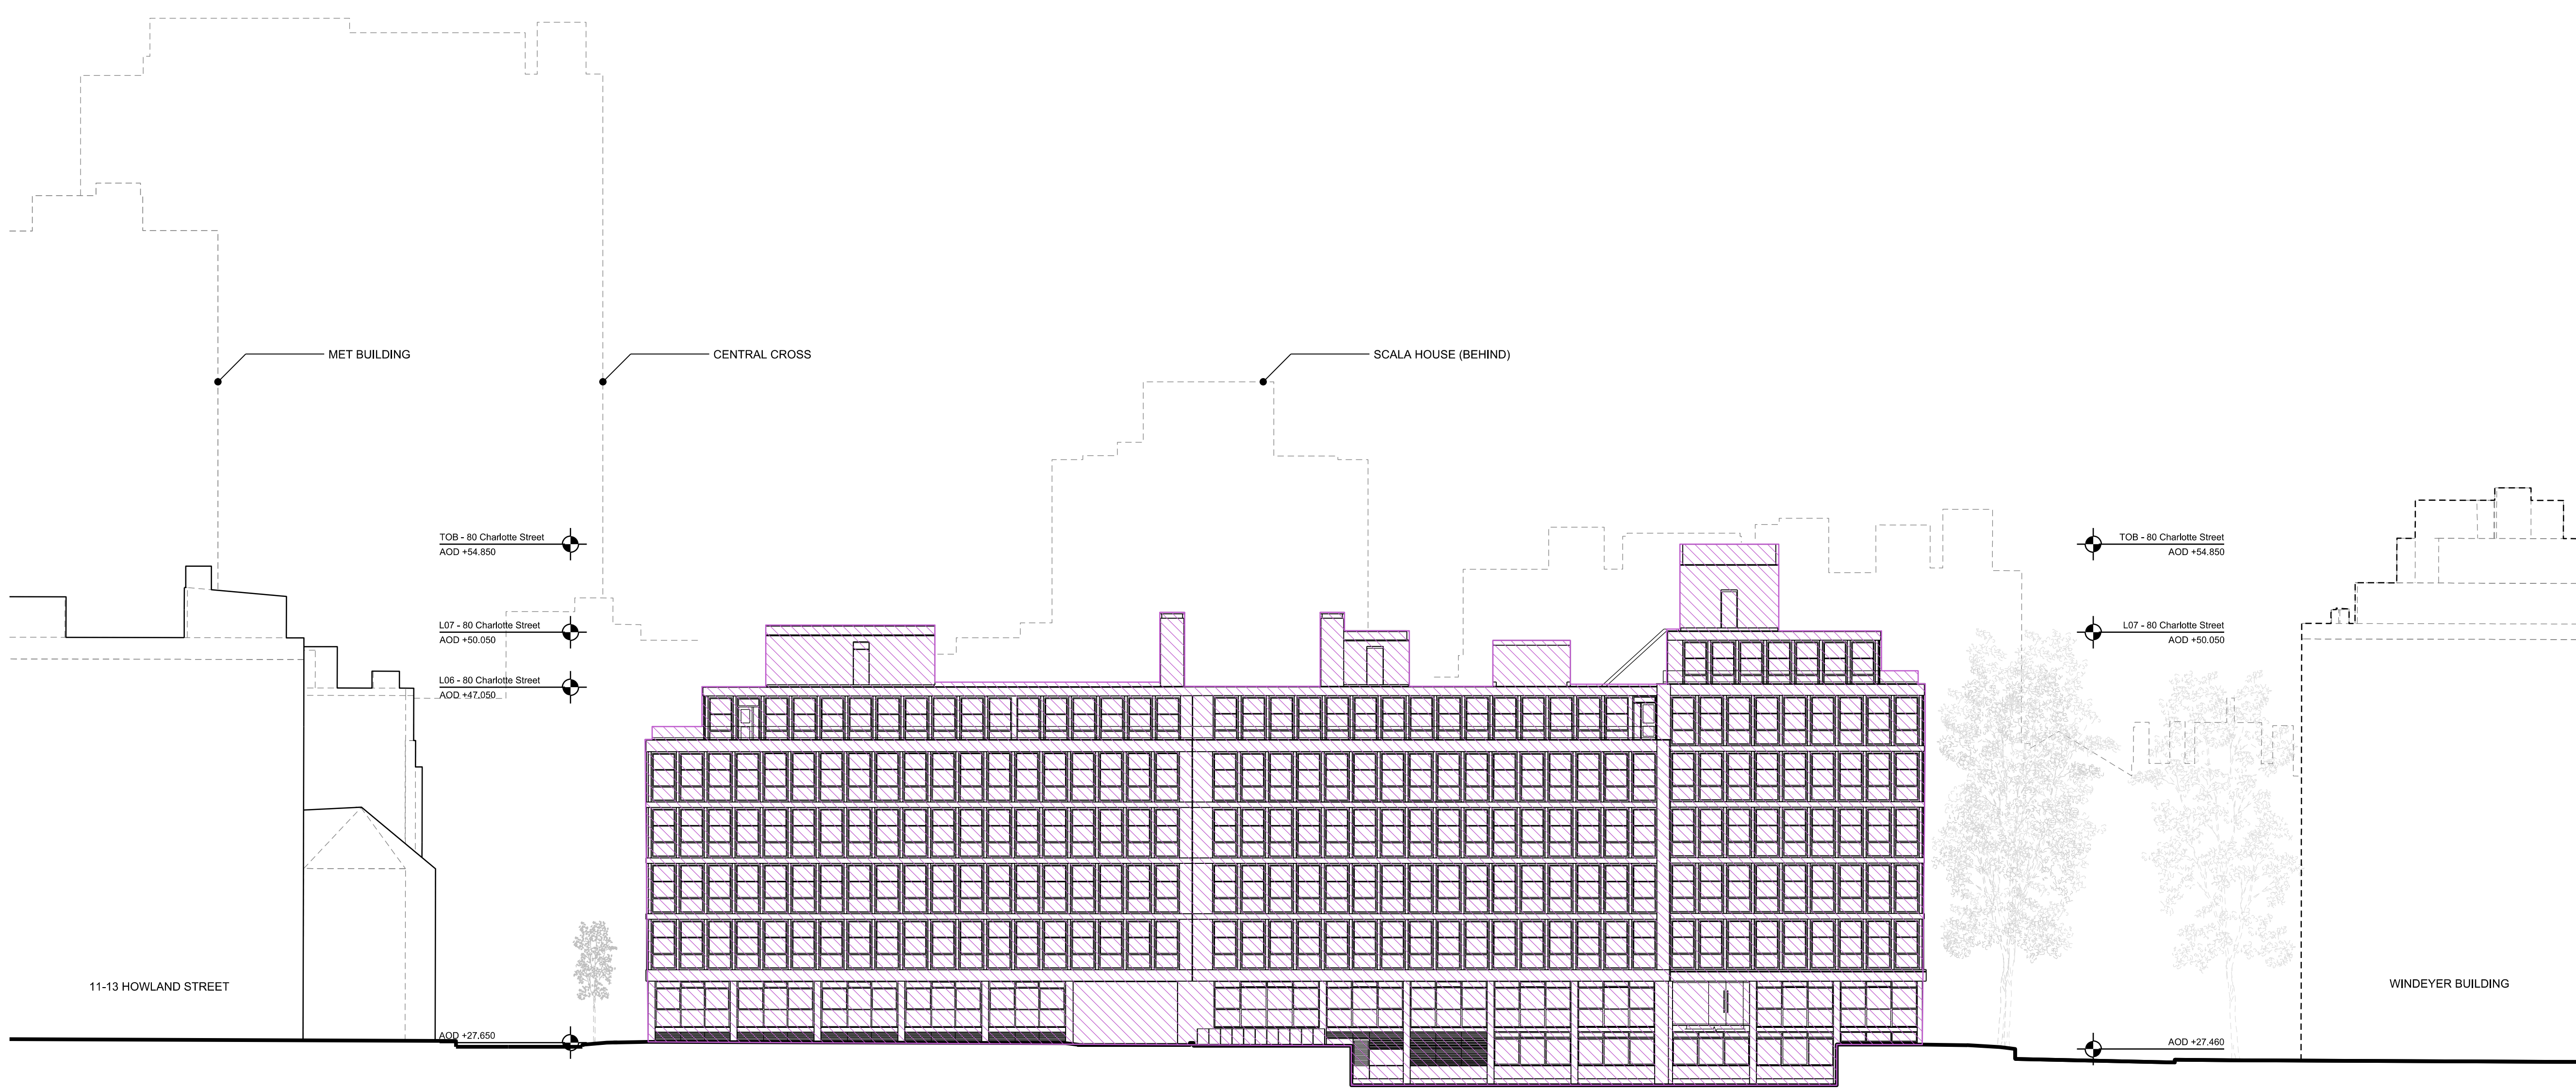 MET BUILDING
CENTRAL CROSS
SCALA HOUSE (BEHIND)
TOB - 80 Charlotte Street
AOD +54.850
TOB - 80 Charlotte Street
AOD +54.850
L07 - 80 Charlotte Street
AOD +50.050
L07 - 80 Charlotte Street
AOD +50.050
L06 - 80 Charlotte Street
AOD +47.050
11-13 HOWLAND STREET
WINDEYER BUILDING
AOD +27.650
AOD +27.460